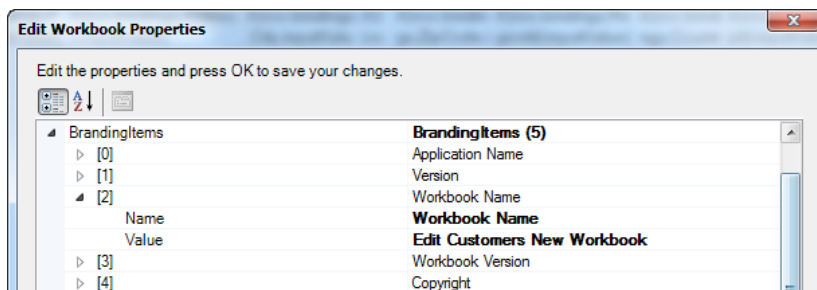 Edit Workbook Properties
Edit the properties and press OK to save your changes.
BrandingItems BrandingItems (5)
[0] Application Name
[1] Version
[2] Workbook Name
Name Workbook Name
Value Edit Customers New Workbook
[3] Workbook Version
[4] Copyright